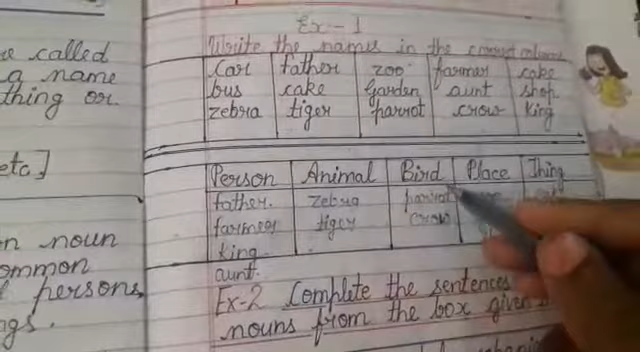 re called
a name
thing or
etc]
n noun
ommon
l persons,
ngs.
Ex-1
Write the names in the correct columns
car father zoo farmer cake
bus cake garden aunt shop
zebra tiger parrot crow king
Person Animal Bird Place Thing
father. zebra parrot
farmer tiger crow
king.
aunt.
Ex-2 Complete the sentences
nouns from the box given